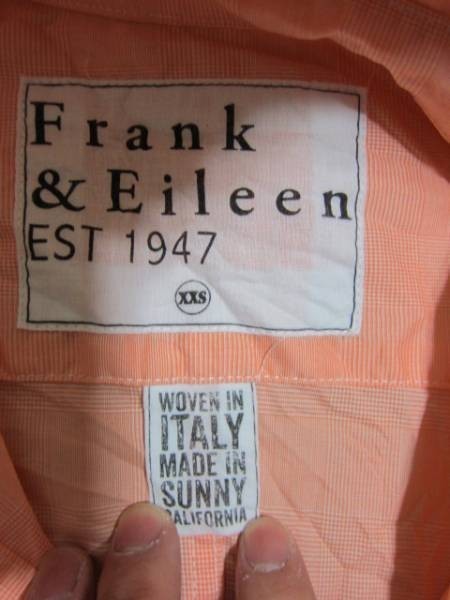 Frank
& Eileen
EST 1947
XXS
WOVEN IN
ITALY
MADE IN
SUNNY
CALIFORNIA